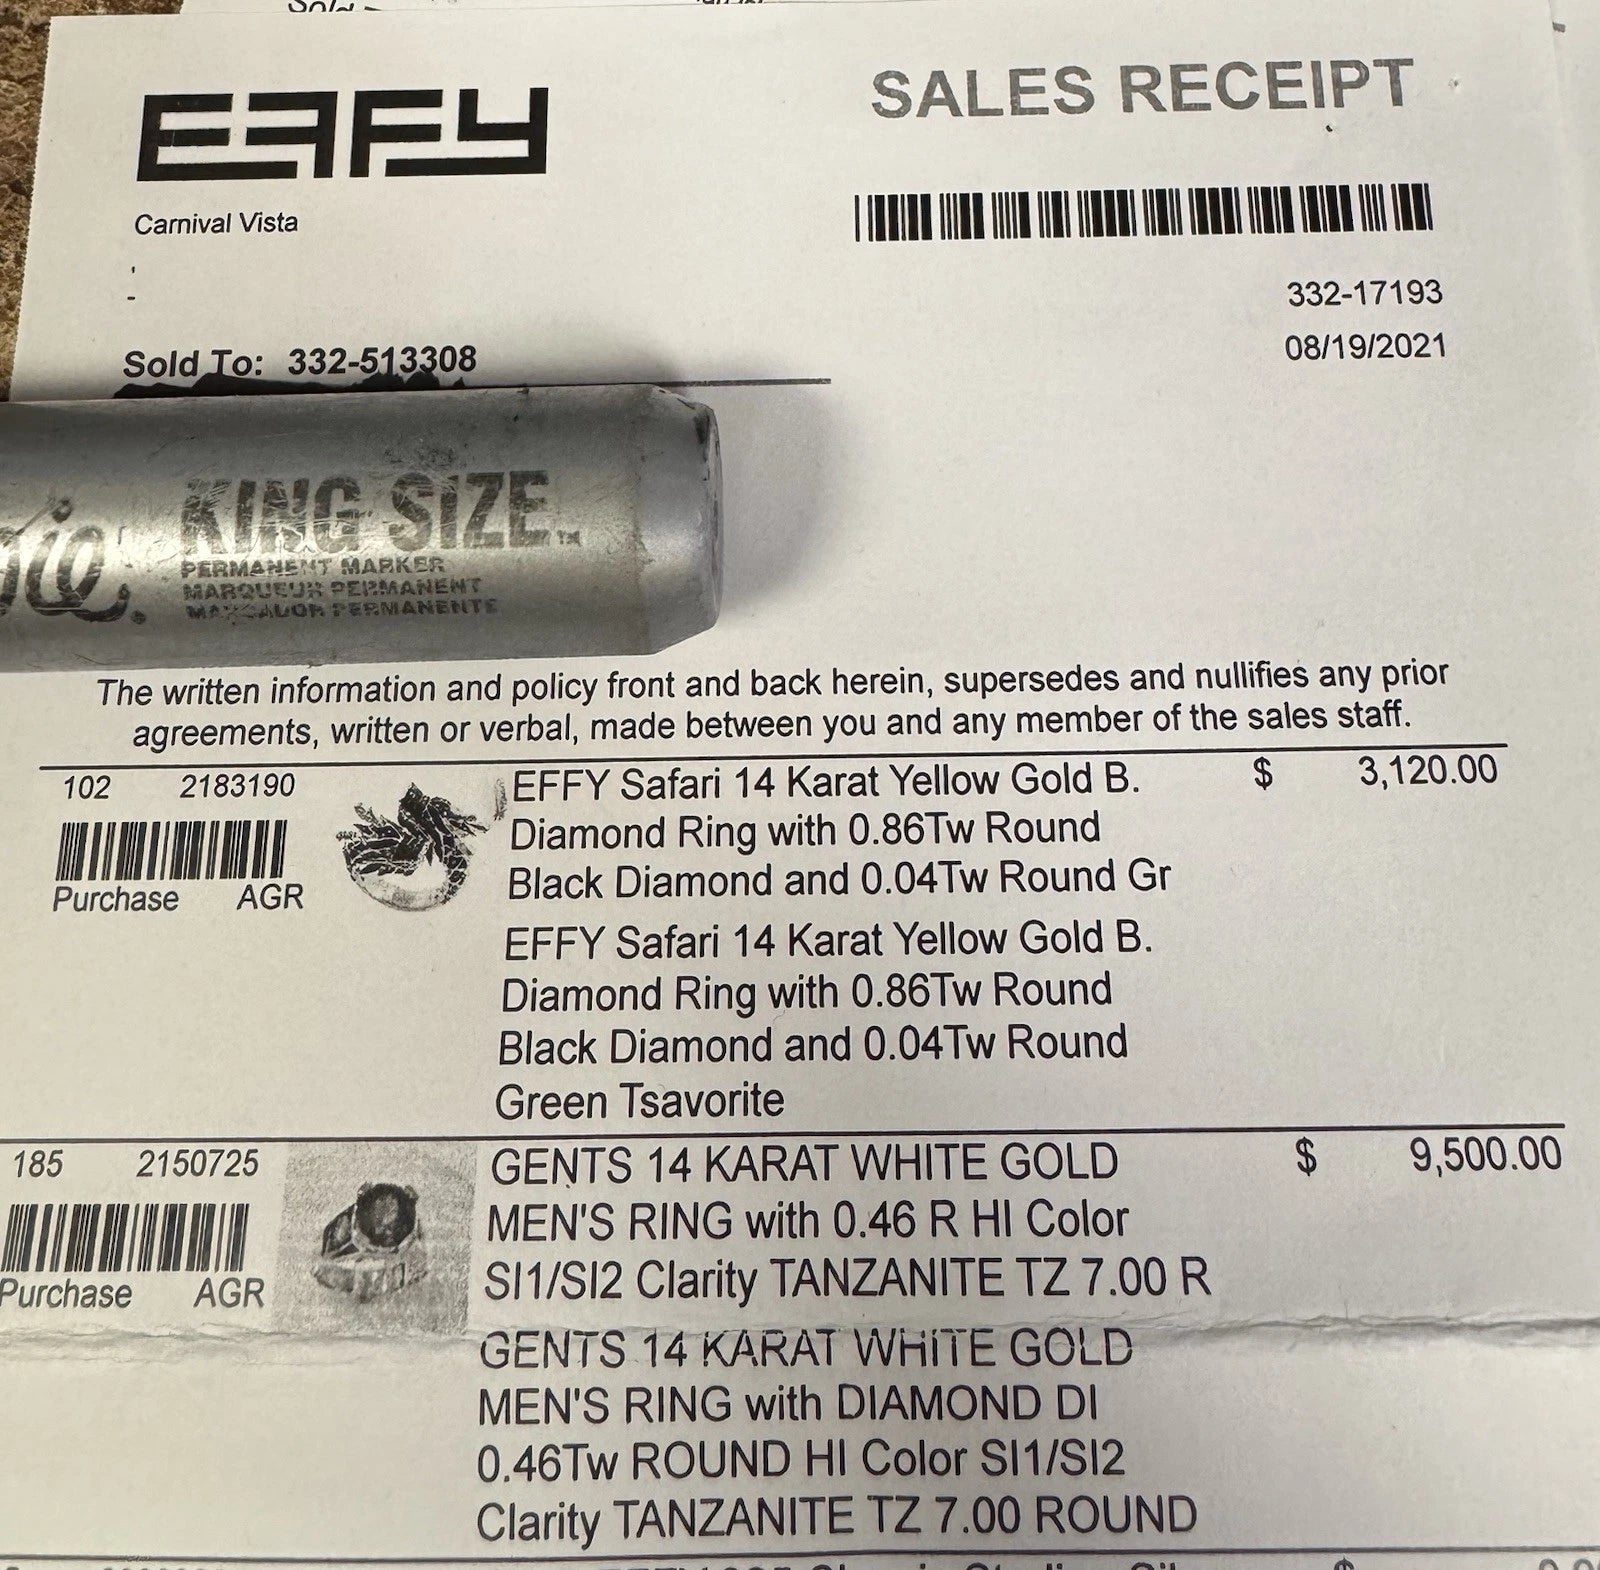 EFFY
SALES RECEIPT
Carnival Vista
332-17193
08/19/2021
Sold To: 332-513308
KING SIZE™
PERMANENT MARKER
MARQUEUR PERMANENT
MARCADOR PERMANENTE
The written information and policy front and back herein, supersedes and nullifies any prior
agreements, written or verbal, made between you and any member of the sales staff.
102 2183190 EFFY Safari 14 Karat Yellow Gold B. $ 3,120.00
Diamond Ring with 0.86Tw Round
Purchase AGR Black Diamond and 0.04Tw Round Gr
EFFY Safari 14 Karat Yellow Gold B.
Diamond Ring with 0.86Tw Round
Black Diamond and 0.04Tw Round
Green Tsavorite
185 2150725 GENTS 14 KARAT WHITE GOLD $ 9,500.00
MEN'S RING with 0.46 R HI Color
Purchase AGR SI1/SI2 Clarity TANZANITE TZ 7.00 R
GENTS 14 KARAT WHITE GOLD
MEN'S RING with DIAMOND DI
0.46Tw ROUND HI Color SI1/SI2
Clarity TANZANITE TZ 7.00 ROUND